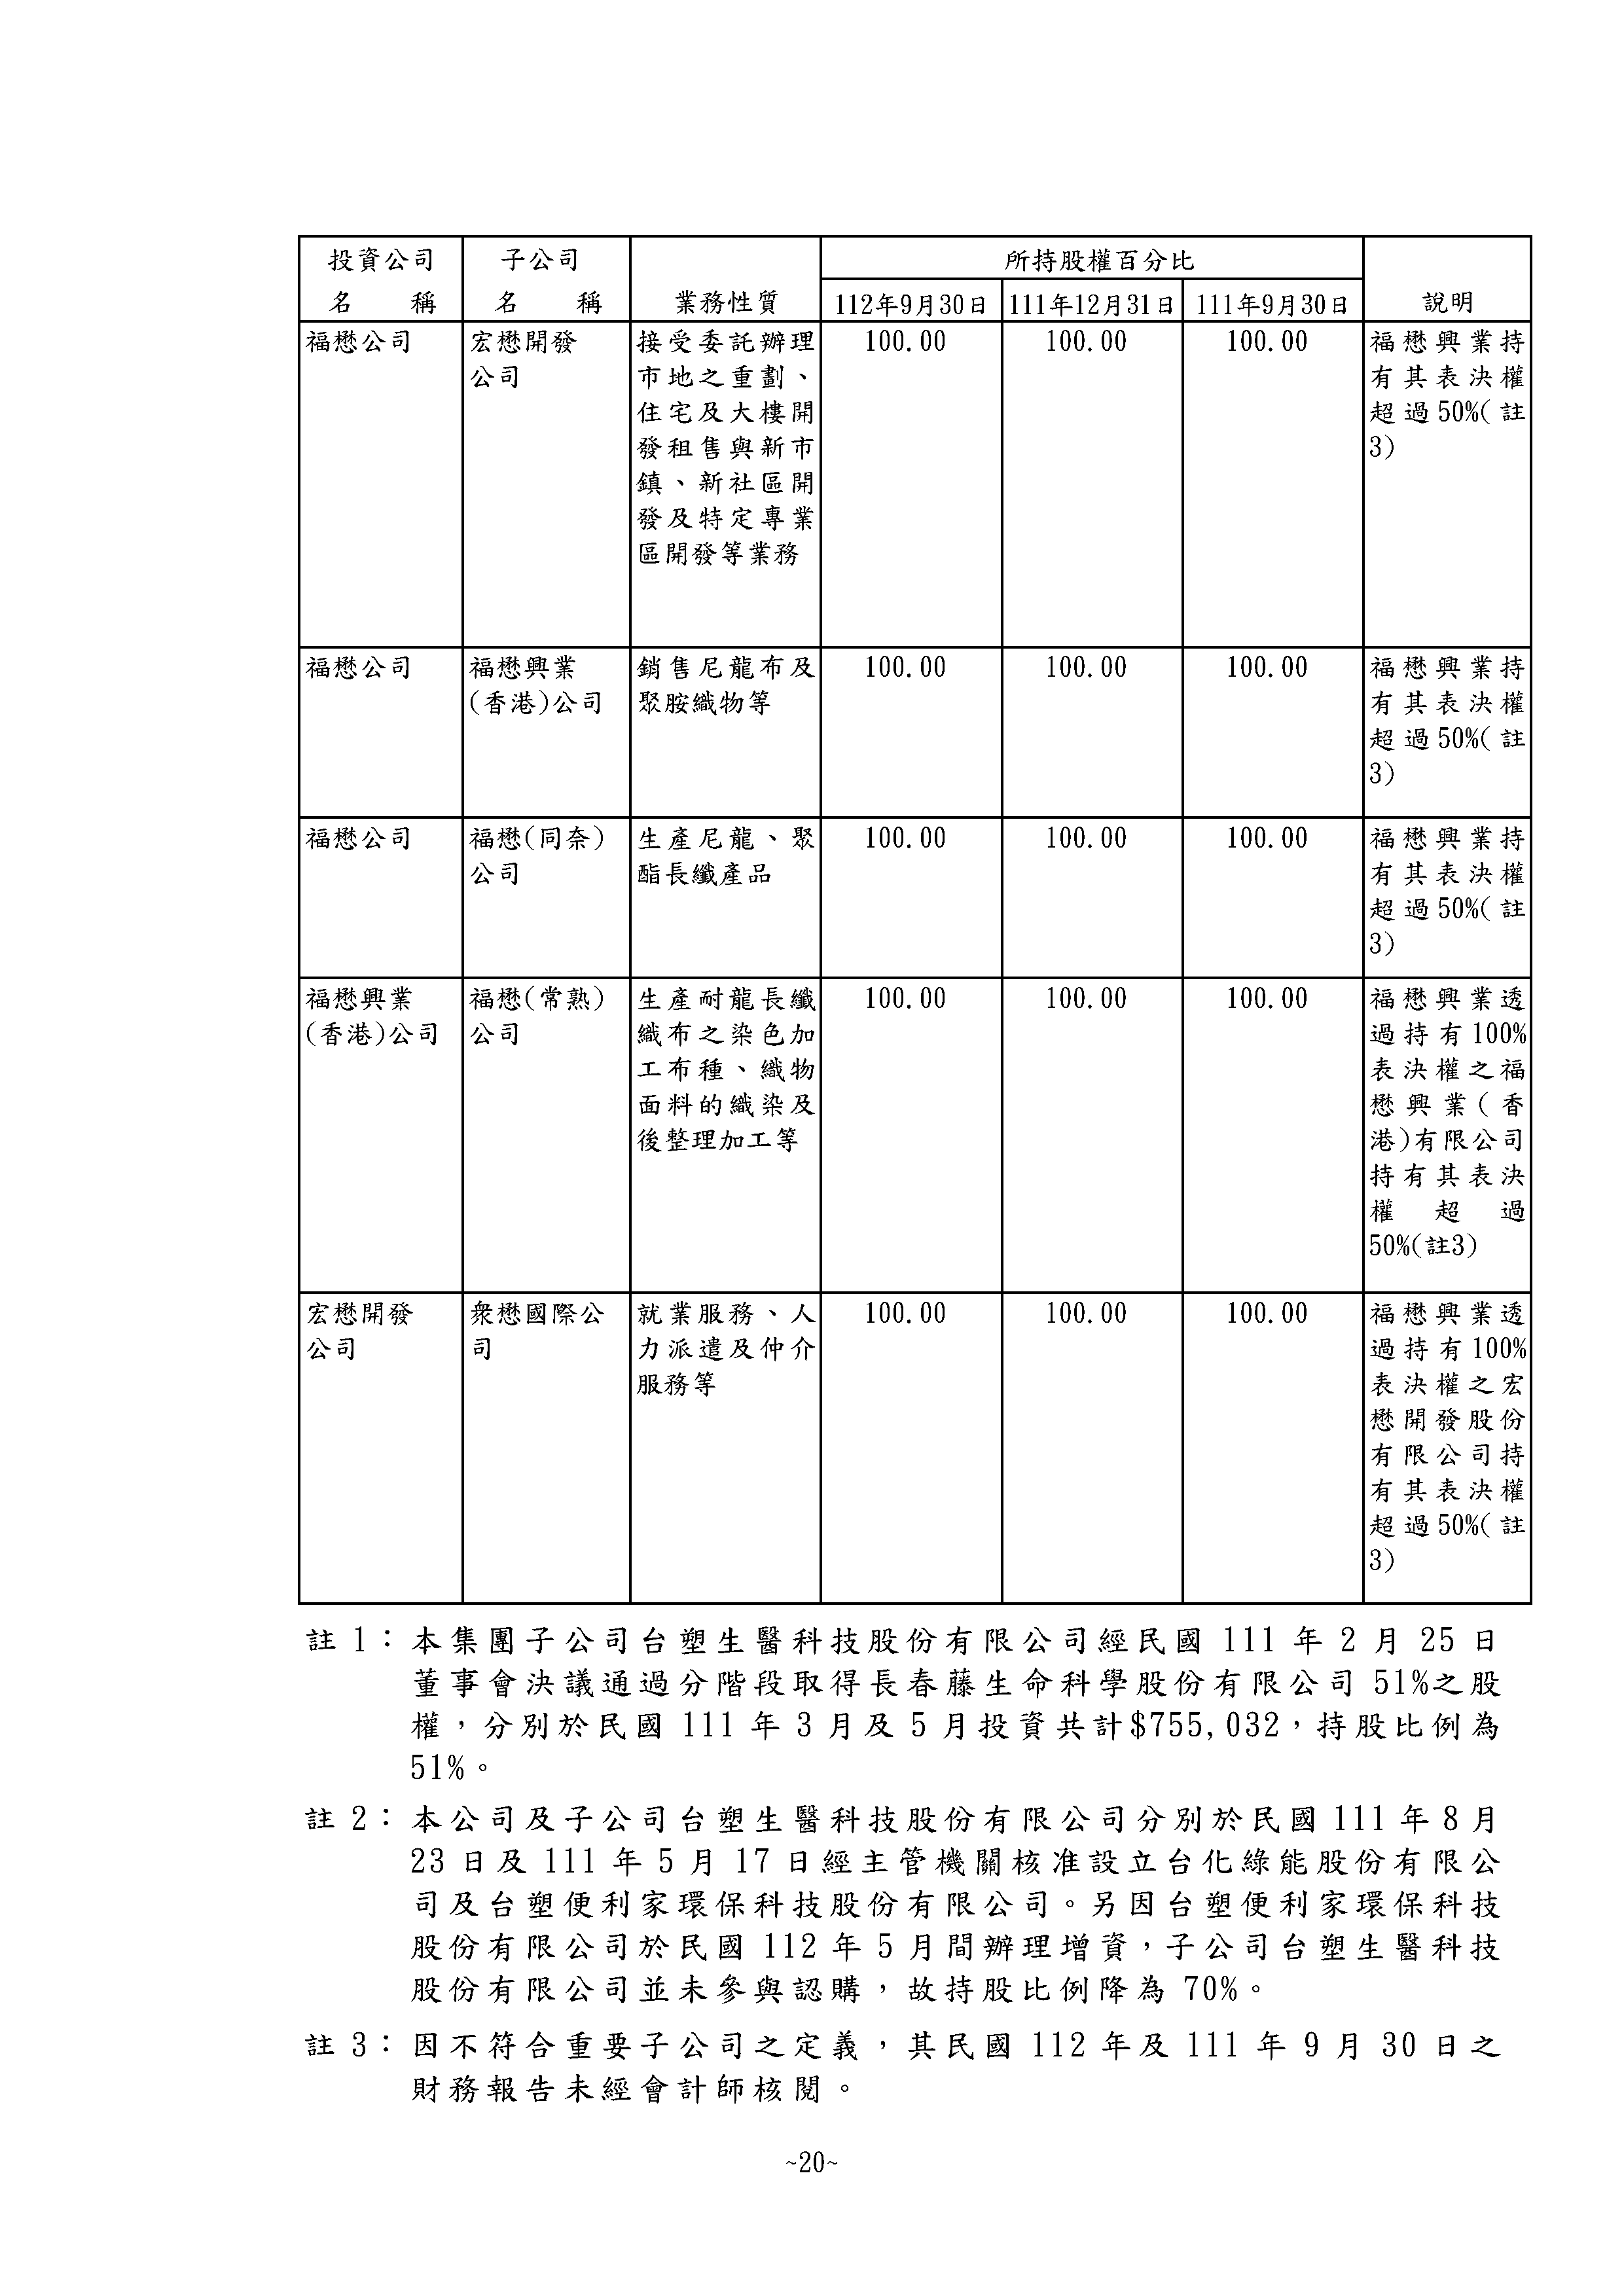 投資公司 子公司 所持股權百分比
名稱 名稱 業務性質 112年9月30日 111年12月31日 111年9月30日 說明
福懋公司 宏懋開發 接受委託辦理 100.00 100.00 100.00 福懋興業持
公司 市地之重劃、 有其表決權
住宅及大樓開 超過50%(註
發租售與新市 3)
鎮、新社區開
發及特定專業
區開發等業務
福懋公司 福懋興業 銷售尼龍布及 100.00 100.00 100.00 福懋興業持
(香港)公司 聚胺織物等 有其表決權
超過50%(註
3)
福懋公司 福懋(同奈) 生產尼龍、聚 100.00 100.00 100.00 福懋興業持
公司 酯長纖產品 有其表決權
超過50%(註
3)
福懋興業 福懋(常熟) 生產耐龍長纖 100.00 100.00 100.00 福懋興業透
(香港)公司 公司 織布之染色加 過持有100%
工布種、織物 表決權之福
面料的織染及 懋興業(香
後整理加工等 港)有限公司
持有其表決
權超過
50%(註3)
宏懋開發 衆懋國際公 就業服務、人 100.00 100.00 100.00 福懋興業透
公司 司 力派遣及仲介 過持有100%
服務等 表決權之宏
懋開發股份
有限公司持
有其表決權
超過50%(註
3)
註 1：本集團子公司台塑生醫科技股份有限公司經民國 111 年 2 月 25 日
董事會決議通過分階段取得長春藤生命科學股份有限公司 51%之股
權，分別於民國 111 年 3 月及 5 月投資共計$755,032，持股比例為
51%。
註 2：本公司及子公司台塑生醫科技股份有限公司分別於民國 111 年 8 月
23 日及 111 年 5 月 17 日經主管機關核准設立台化綠能股份有限公
司及台塑便利家環保科技股份有限公司。另因台塑便利家環保科技
股份有限公司於民國 112 年 5 月間辦理增資，子公司台塑生醫科技
股份有限公司並未參與認購，故持股比例降為 70%。
註 3：因不符合重要子公司之定義，其民國 112 年及 111 年 9 月 30 日之
財務報告未經會計師核閱。
~20~